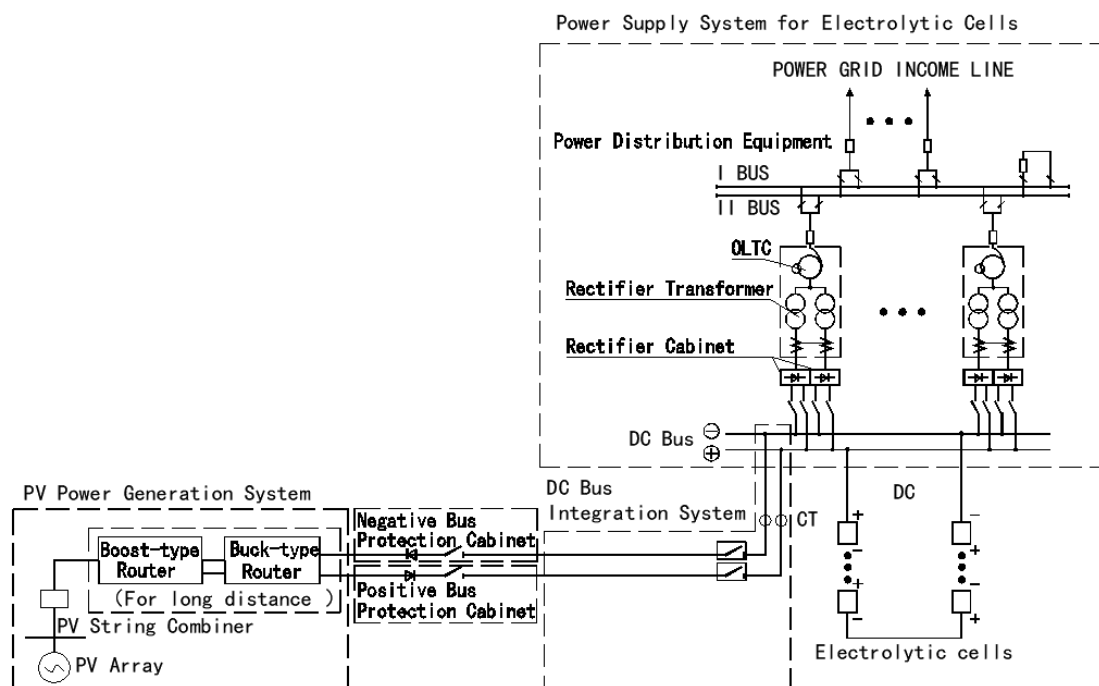 Power Supply System for Electrolytic Cells
POWER GRID INCOME LINE
Power Distribution Equipment
I BUS
II BUS
OLTC
Rectifier Transformer
Rectifier Cabinet
DC Bus
⊖
⊕
PV Power Generation System
DC Bus
Integration System
DC
CT
Negative Bus
Protection Cabinet
Boost-type
Router
Buck-type
Router
(For long distance )
Positive Bus
Protection Cabinet
PV String Combiner
PV Array
+
-
+
-
-
+
-
+
Electrolytic cells